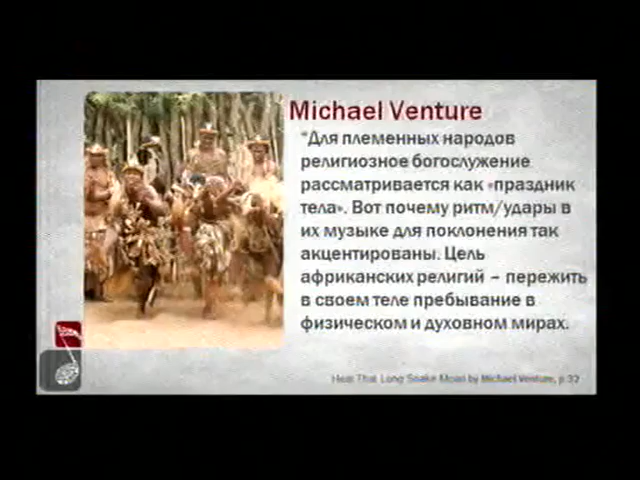 Michael Venture
"Для племенных народов
религиозное богослужение
рассматривается как «праздник
тела». Вот почему ритм/удары в
их музыке для поклонения так
акцентированы. Цель
африканских религий – пережить
в своем теле пребывание в
физическом и духовном мирах.
Hear That Long Snake Moan by Michael Venture, p.32